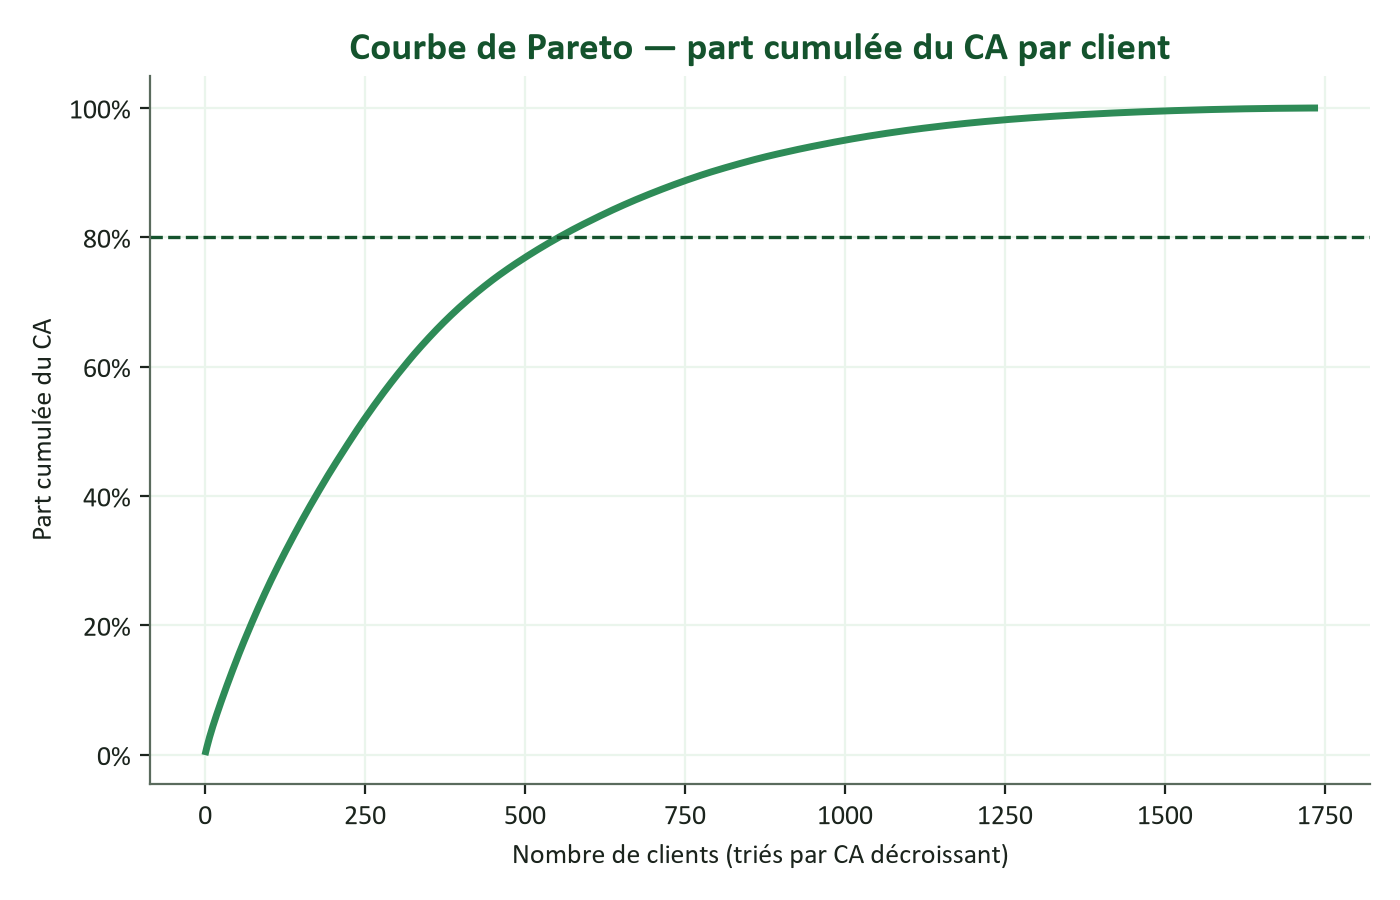 Courbe de Pareto — part cumulée du CA par client
100%
80%
60%
40%
20%
0%
Part cumulée du CA
0 250 500 750 1000 1250 1500 1750
Nombre de clients (triés par CA décroissant)